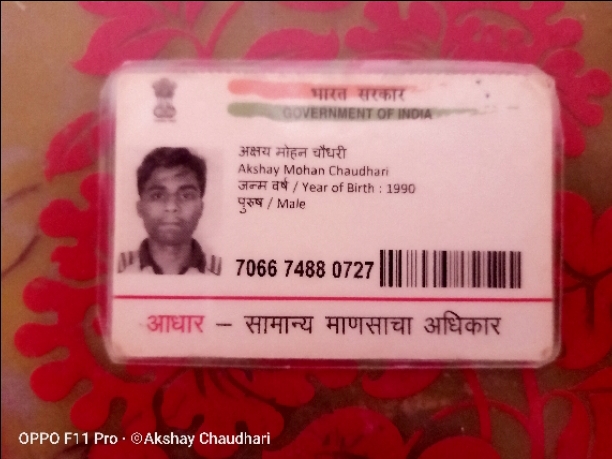 भारत सरकार
GOVERNMENT OF INDIA
अक्षय मोहन चौधरी
Akshay Mohan Chaudhari
जन्म वर्ष / Year of Birth : 1990
पुरुष / Male
7066 7488 0727
आधार – सामान्य माणसाचा अधिकार
OPPO F11 Pro · ©Akshay Chaudhari